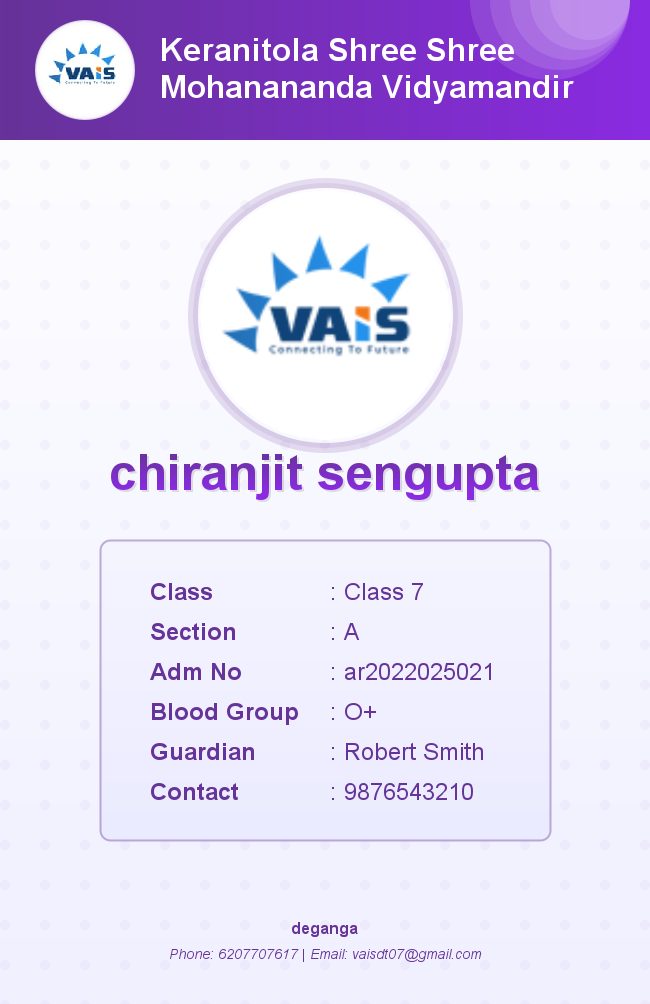 VAiS
Connecting To Future
Keranitola Shree Shree
Mohanananda Vidyamandir
VAiS
Connecting To Future
chiranjit sengupta
Class : Class 7
Section : A
Adm No : ar2022025021
Blood Group : O+
Guardian : Robert Smith
Contact : 9876543210
deganga
Phone: 6207707617 | Email: vaisdt07@gmail.com